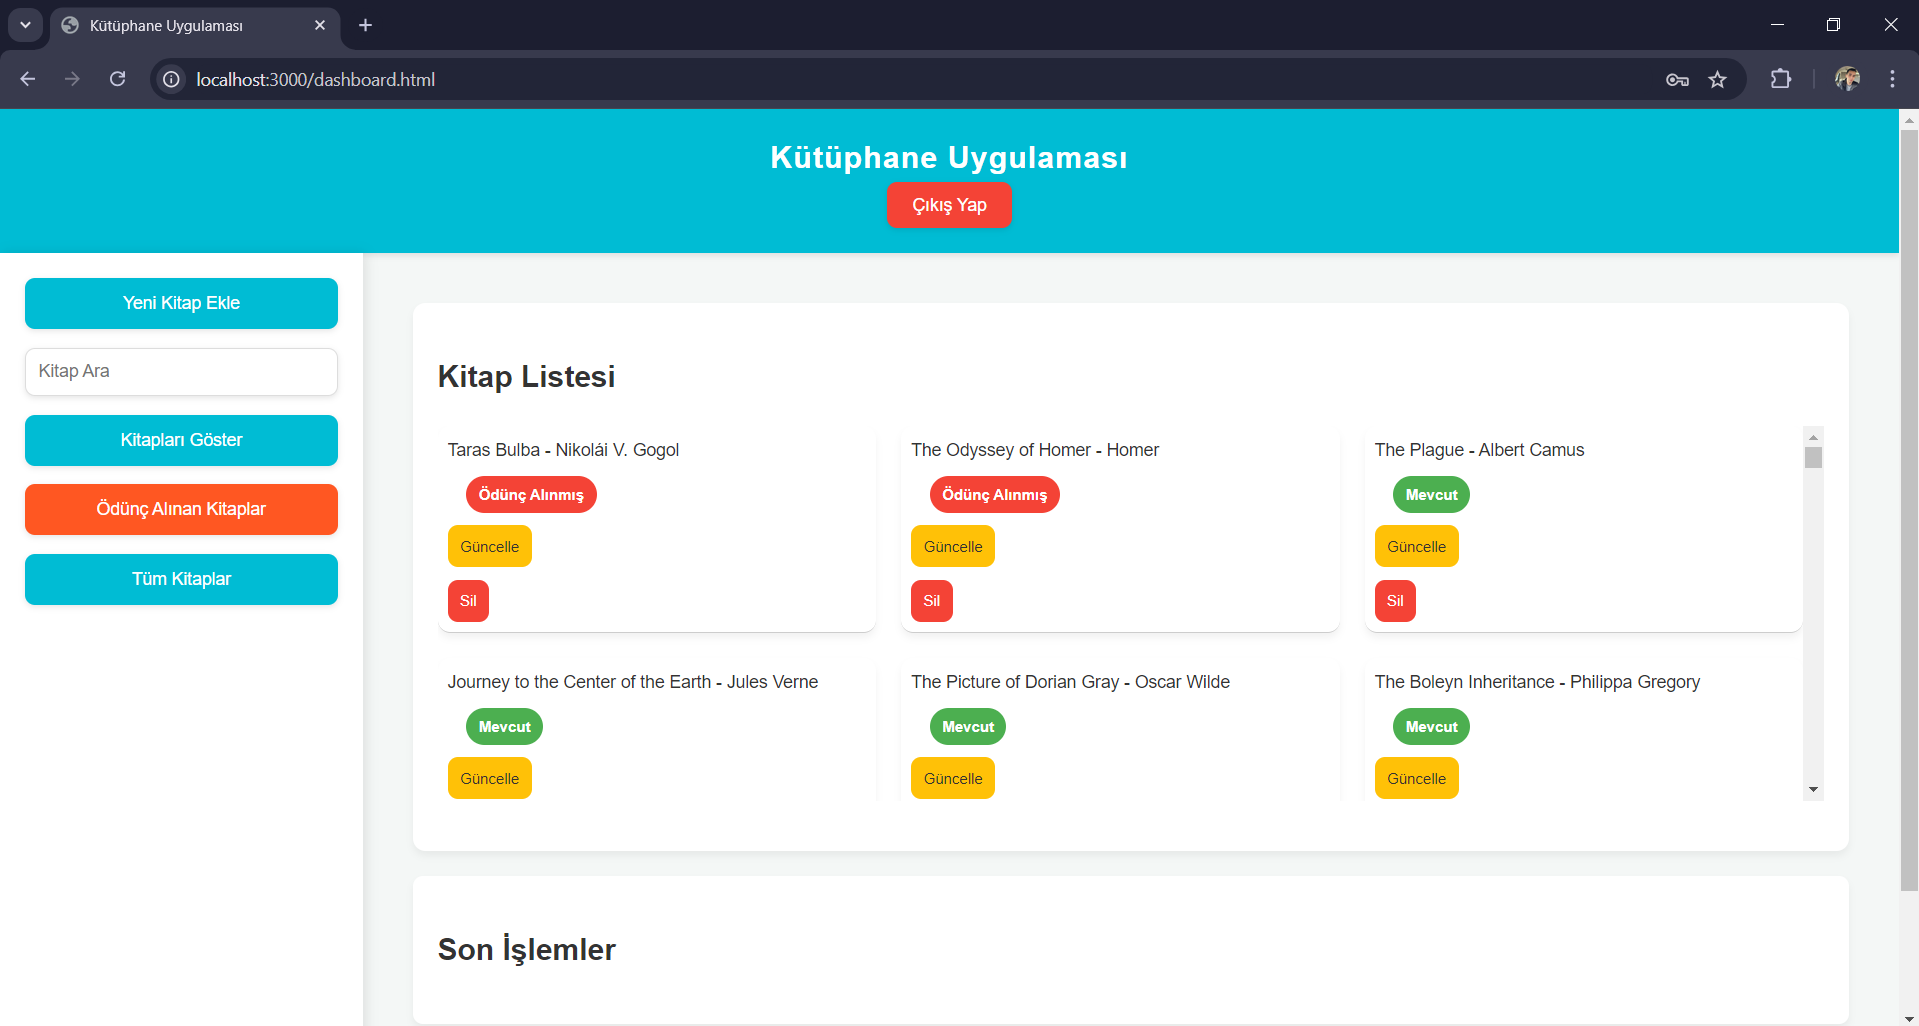 Kütüphane Uygulaması
localhost:3000/dashboard.html
Kütüphane Uygulaması
Çıkış Yap
Yeni Kitap Ekle
Kitap Ara
Kitapları Göster
Ödünç Alınan Kitaplar
Tüm Kitaplar
Kitap Listesi
Taras Bulba - Nikolái V. Gogol
Ödünç Alınmış
Güncelle
Sil
The Odyssey of Homer - Homer
Ödünç Alınmış
Güncelle
Sil
The Plague - Albert Camus
Mevcut
Güncelle
Sil
Journey to the Center of the Earth - Jules Verne
Mevcut
Güncelle
The Picture of Dorian Gray - Oscar Wilde
Mevcut
Güncelle
The Boleyn Inheritance - Philippa Gregory
Mevcut
Güncelle
Son İşlemler